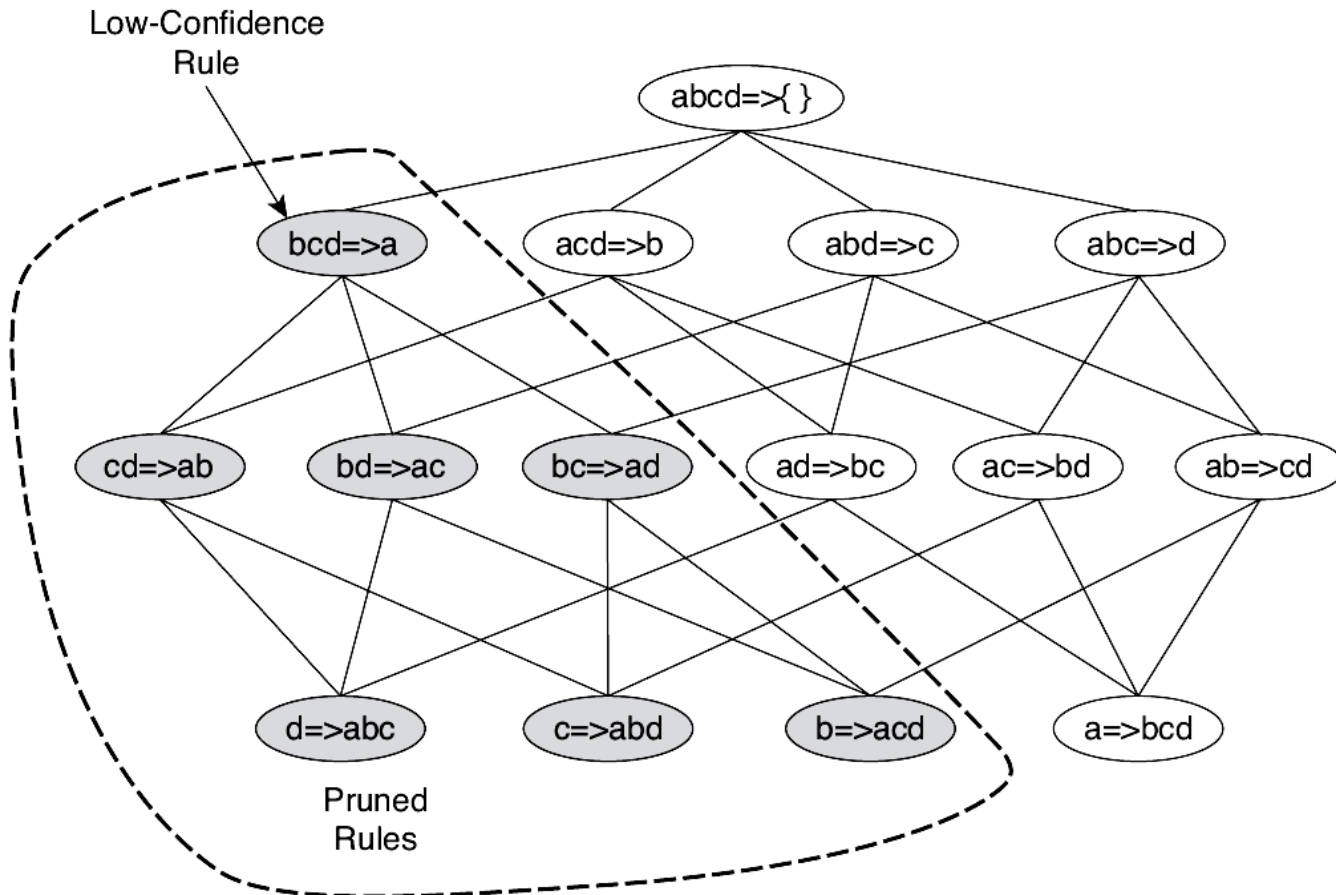 Low-Confidence
Rule
abcd=>{ }
bcd=>a
acd=>b
abd=>c
abc=>d
cd=>ab
bd=>ac
bc=>ad
ad=>bc
ac=>bd
ab=>cd
d=>abc
c=>abd
b=>acd
a=>bcd
Pruned
Rules